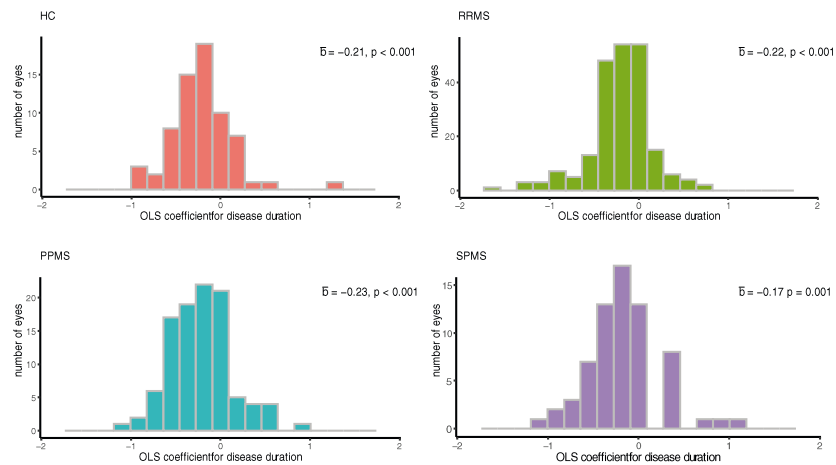 HC
b̅ = −0.21, p < 0.001
number of eyes
15
10
5
0
−2 −1 0 1 2
OLS coefficientfor disease duration
RRMS
b̅ = −0.22, p < 0.001
number of eyes
40
20
0
−2 −1 0 1 2
OLS coefficientfor disease duration
PPMS
b̅ = −0.23, p < 0.001
number of eyes
20
15
10
5
0
−2 −1 0 1 2
OLS coefficientfor disease duration
SPMS
b̅ = −0.17 p = 0.001
number of eyes
15
10
5
0
−2 −1 0 1 2
OLS coefficientfor disease duration